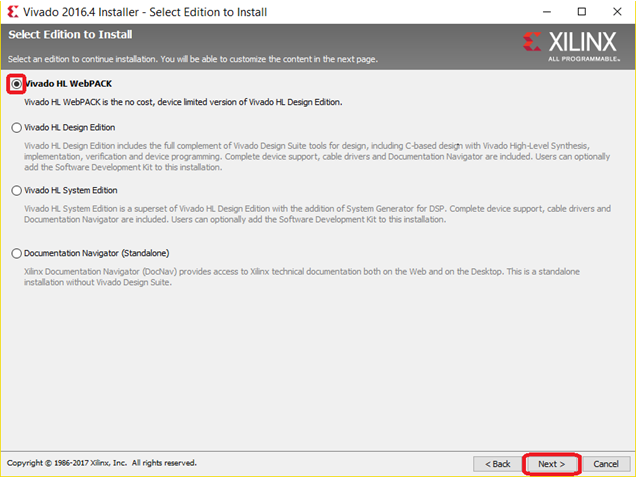 Vivado 2016.4 Installer - Select Edition to Install
Select Edition to Install
XILINX
ALL PROGRAMMABLE™
Select an edition to continue installation. You will be able to customize the content in the next page.
Vivado HL WebPACK
Vivado HL WebPACK is the no cost, device limited version of Vivado HL Design Edition.
Vivado HL Design Edition
Vivado HL Design Edition includes the full complement of Vivado Design Suite tools for design, including C-based design with Vivado High-Level Synthesis,
implementation, verification and device programming. Complete device support, cable drivers and Documentation Navigator are included. Users can optionally
add the Software Development Kit to this installation.
Vivado HL System Edition
Vivado HL System Edition is a superset of Vivado HL Design Edition with the addition of System Generator for DSP. Complete device support, cable drivers and
Documentation Navigator are included. Users can optionally add the Software Development Kit to this installation.
Documentation Navigator (Standalone)
Xilinx Documentation Navigator (DocNav) provides access to Xilinx technical documentation both on the Web and on the Desktop. This is a standalone
installation without Vivado Design Suite.
Copyright © 1986-2017 Xilinx, Inc. All rights reserved.
< Back
Next >
Cancel